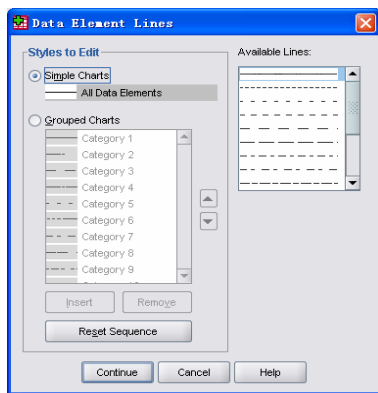 Data Element Lines
Styles to Edit
Simple Charts
All Data Elements
Grouped Charts
Category 1
Category 2
Category 3
Category 4
Category 5
Category 6
Category 7
Category 8
Category 9
Insert
Remove
Reset Sequence
Available Lines:
Continue
Cancel
Help